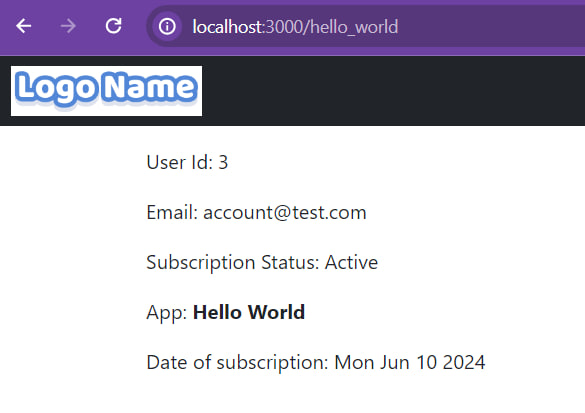 localhost:3000/hello_world
Logo Name
User Id: 3
Email: account@test.com
Subscription Status: Active
App: Hello World
Date of subscription: Mon Jun 10 2024